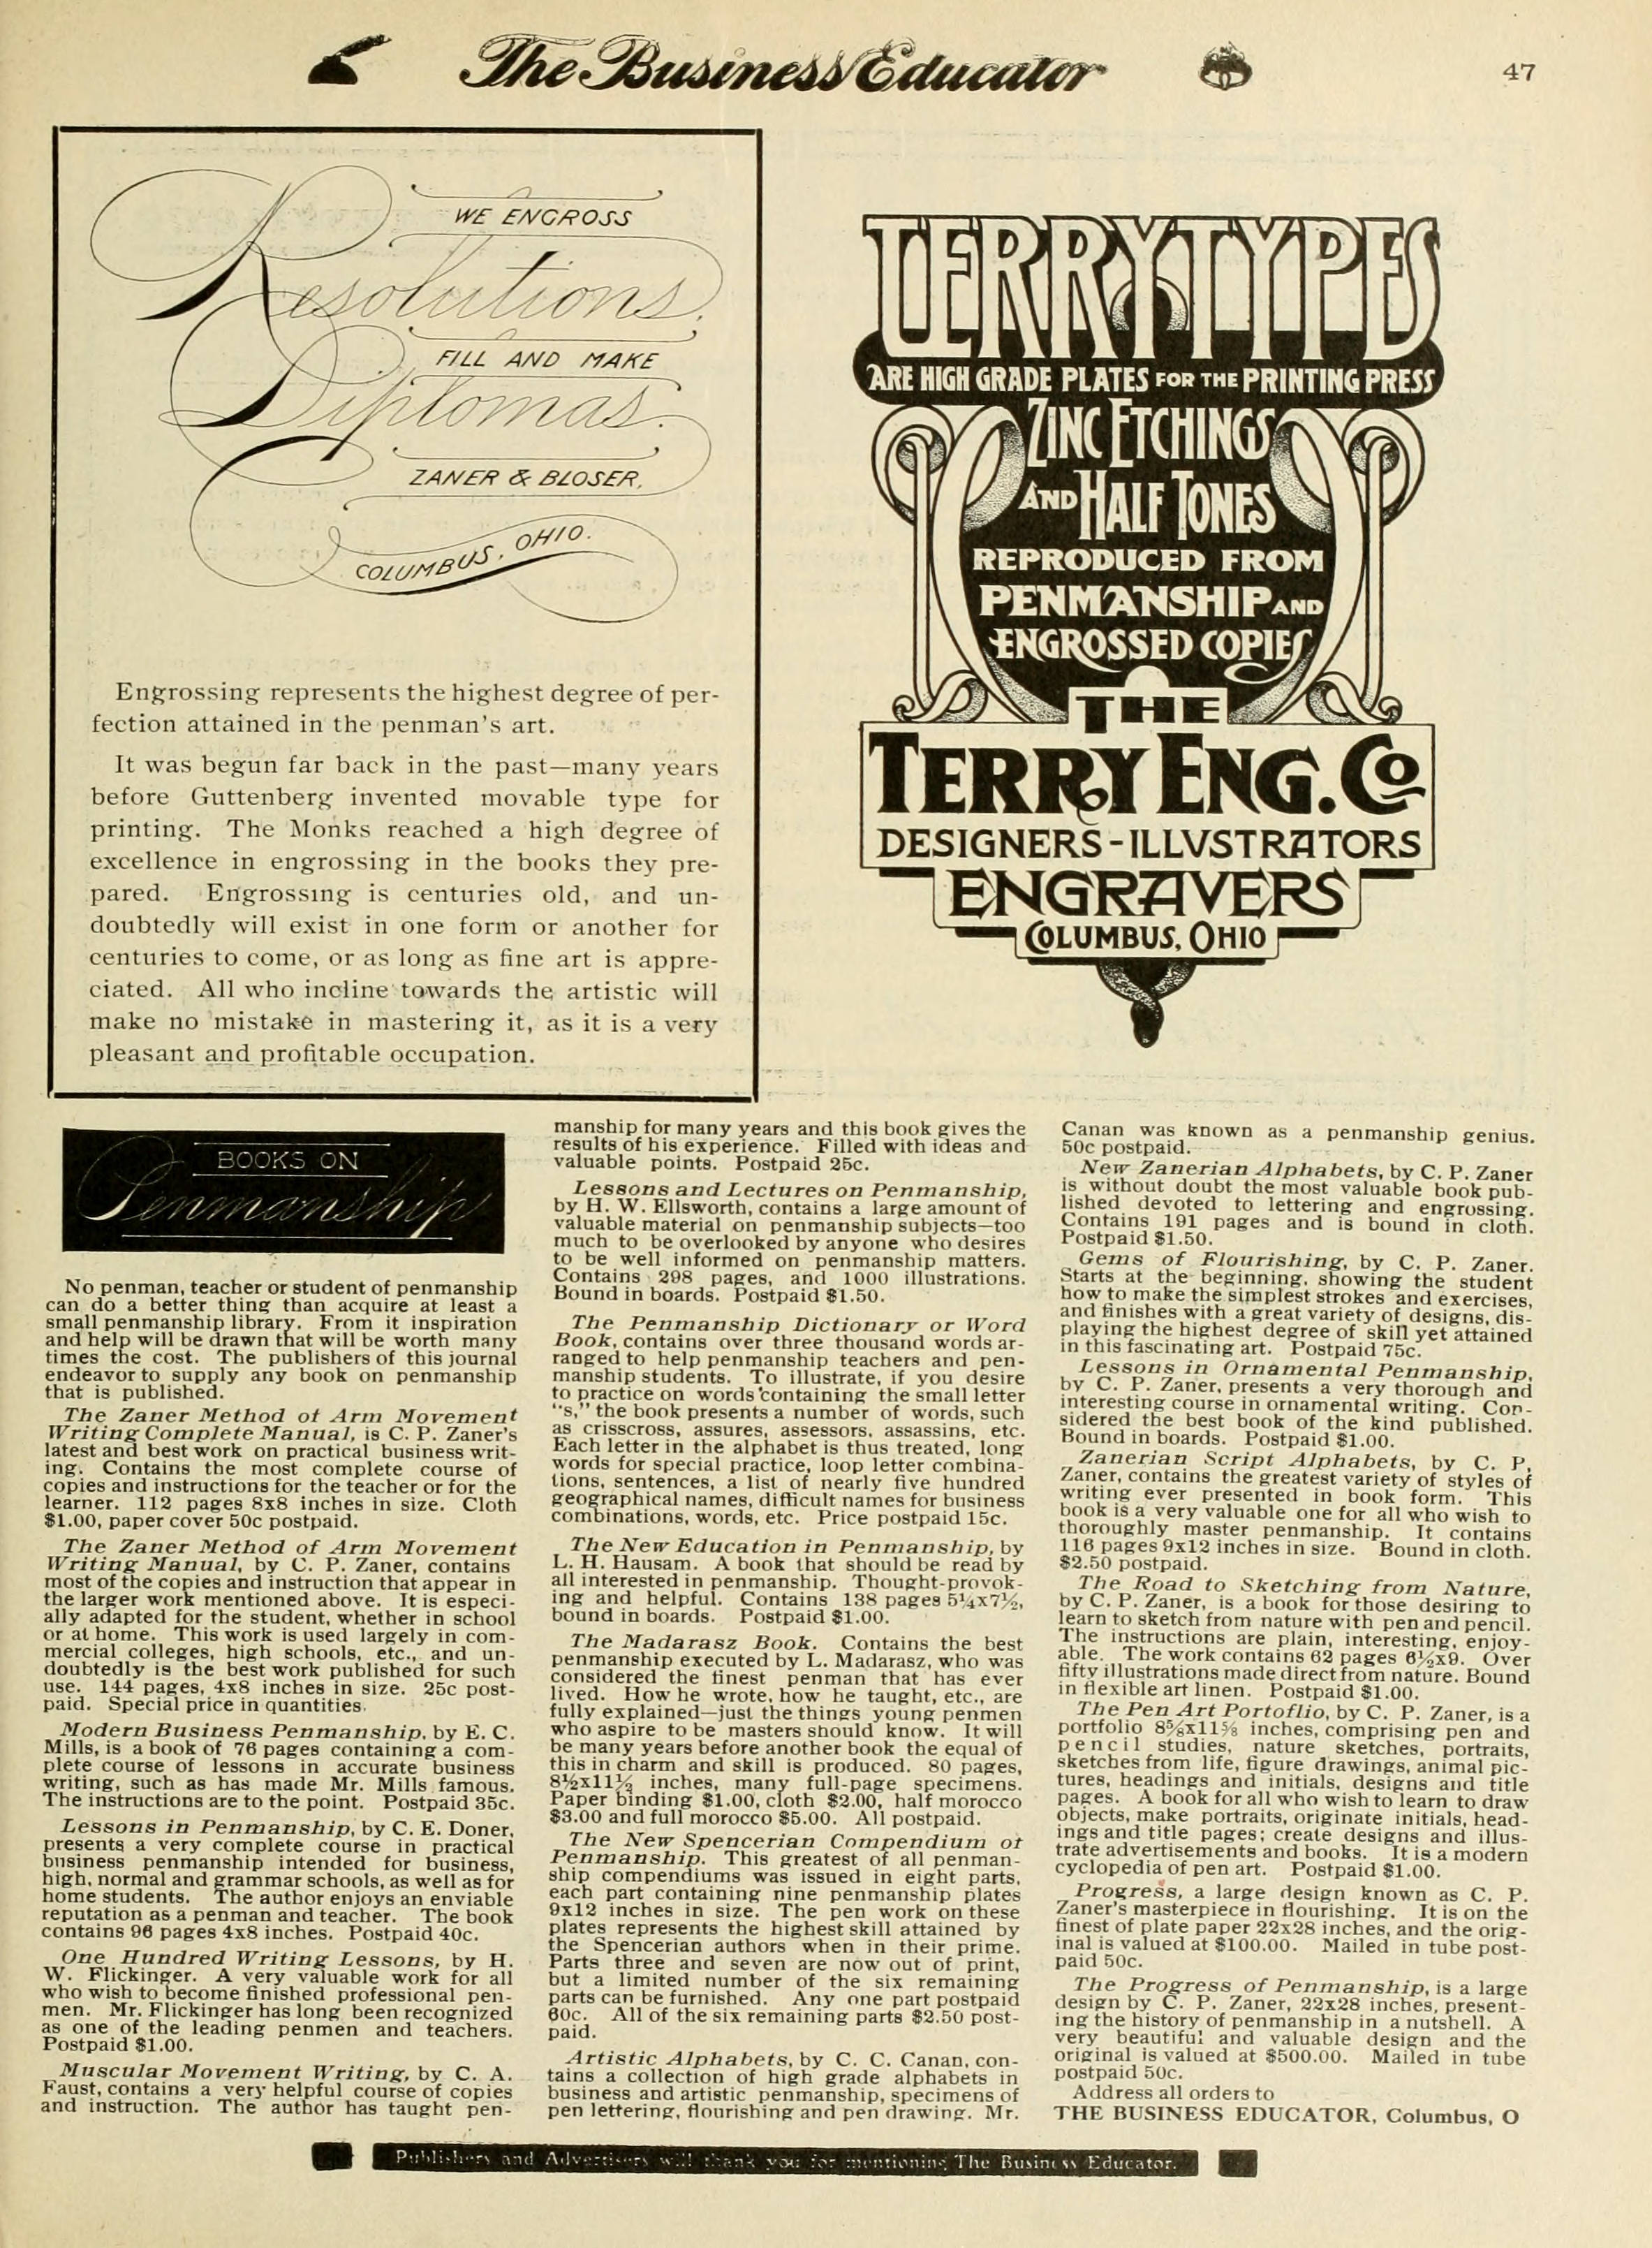 The Business Educator
47
WE ENGROSS
Resolutions.
FILL AND MAKE
Diplomas.
ZANER & BLOSER,
COLUMBUS, OHIO.
Engrossing represents the highest degree of per-
fection attained in the penman's art.
It was begun far back in the past—many years
before Guttenberg invented movable type for
printing. The Monks reached a high degree of
excellence in engrossing in the books they pre-
pared. Engrossing is centuries old, and un-
doubtedly will exist in one form or another for
centuries to come, or as long as fine art is appre-
ciated. All who incline towards the artistic will
make no mistake in mastering it, as it is a very
pleasant and profitable occupation.
TERRYTYPES
ARE HIGH GRADE PLATES FOR THE PRINTING PRESS
ZINC ETCHINGS
AND HALF TONES
REPRODUCED FROM
PENMANSHIP AND
ENGROSSED COPIES
THE
TERRY ENG. CO
DESIGNERS-ILLVSTRATORS
ENGRAVERS
COLUMBUS, OHIO
BOOKS ON
Penmanship
No penman, teacher or student of penmanship
can do a better thing than acquire at least a
small penmanship library. From it inspiration
and help will be drawn that will be worth many
times the cost. The publishers of this journal
endeavor to supply any book on penmanship
that is published.
The Zaner Method of Arm Movement
Writing Complete Manual, is C. P. Zaner's
latest and best work on practical business writ-
ing. Contains the most complete course of
copies and instructions for the teacher or for the
learner. 112 pages 8x8 inches in size. Cloth
$1.00, paper cover 50c postpaid.
The Zaner Method of Arm Movement
Writing Manual, by C. P. Zaner, contains
most of the copies and instruction that appear in
the larger work mentioned above. It is especi-
ally adapted for the student, whether in school
or at home. This work is used largely in com-
mercial colleges, high schools, etc., and un-
doubtedly is the best work published for such
use. 144 pages, 4x8 inches in size. 25c post-
paid. Special price in quantities.
Modern Business Penmanship, by E. C.
Mills, is a book of 76 pages containing a com-
plete course of lessons in accurate business
writing, such as has made Mr. Mills famous.
The instructions are to the point. Postpaid 35c.
Lessons in Penmanship, by C. E. Doner,
presents a very complete course in practical
business penmanship intended for business,
high, normal and grammar schools, as well as for
home students. The author enjoys an enviable
reputation as a penman and teacher. The book
contains 96 pages 4x8 inches. Postpaid 40c.
One Hundred Writing Lessons, by H.
W. Flickinger. A very valuable work for all
who wish to become finished professional pen-
men. Mr. Flickinger has long been recognized
as one of the leading penmen and teachers.
Postpaid $1.00.
Muscular Movement Writing, by C. A.
Faust, contains a very helpful course of copies
and instruction. The author has taught pen-
manship for many years and this book gives the
results of his experience. Filled with ideas and
valuable points. Postpaid 25c.
Lessons and Lectures on Penmanship,
by H. W. Ellsworth, contains a large amount of
valuable material on penmanship subjects—too
much to be overlooked by anyone who desires
to be well informed on penmanship matters.
Contains 298 pages, and 1000 illustrations.
Bound in boards. Postpaid $1.50.
The Penmanship Dictionary or Word
Book, contains over three thousand words ar-
ranged to help penmanship teachers and pen-
manship students. To illustrate, if you desire
to practice on words containing the small letter
"s," the book presents a number of words, such
as crisscross, assures, assessors, assassins, etc.
Each letter in the alphabet is thus treated, long
words for special practice, loop letter combina-
tions, sentences, a list of nearly five hundred
geographical names, difficult names for business
combinations, words, etc. Price postpaid 15c.
The New Education in Penmanship, by
L. H. Hausam. A book that should be read by
all interested in penmanship. Thought-provok-
ing and helpful. Contains 138 pages 5¼x7½,
bound in boards. Postpaid $1.00.
The Madarasz Book. Contains the best
penmanship executed by L. Madarasz, who was
considered the finest penman that has ever
lived. How he wrote, how he taught, etc., are
fully explained—just the things young penmen
who aspire to be masters should know. It will
be many years before another book the equal of
this in charm and skill is produced. 80 pages,
8½x11½ inches, many full-page specimens.
Paper binding $1.00, cloth $2.00, half morocco
$3.00 and full morocco $5.00. All postpaid.
The New Spencerian Compendium of
Penmanship. This greatest of all penman-
ship compendiums was issued in eight parts,
each part containing nine penmanship plates
9x12 inches in size. The pen work on these
plates represents the highest skill attained by
the Spencerian authors when in their prime.
Parts three and seven are now out of print,
but a limited number of the six remaining
parts can be furnished. Any one part postpaid
60c. All of the six remaining parts $2.50 post-
paid.
Artistic Alphabets, by C. C. Canan, con-
tains a collection of high grade alphabets in
business and artistic penmanship, specimens of
pen lettering, flourishing and pen drawing. Mr.
Canan was known as a penmanship genius.
50c postpaid.
New Zanerian Alphabets, by C. P. Zaner
is without doubt the most valuable book pub-
lished devoted to lettering and engrossing.
Contains 191 pages and is bound in cloth.
Postpaid $1.50.
Gems of Flourishing, by C. P. Zaner.
Starts at the beginning, showing the student
how to make the simplest strokes and exercises,
and finishes with a great variety of designs, dis-
playing the highest degree of skill yet attained
in this fascinating art. Postpaid 75c.
Lessons in Ornamental Penmanship,
by C. P. Zaner, presents a very thorough and
interesting course in ornamental writing. Con-
sidered the best book of the kind published.
Bound in boards. Postpaid $1.00.
Zanerian Script Alphabets, by C. P.
Zaner, contains the greatest variety of styles of
writing ever presented in book form. This
book is a very valuable one for all who wish to
thoroughly master penmanship. It contains
116 pages 9x12 inches in size. Bound in cloth.
$2.50 postpaid.
The Road to Sketching from Nature,
by C. P. Zaner, is a book for those desiring to
learn to sketch from nature with pen and pencil.
The instructions are plain, interesting, enjoy-
able. The work contains 62 pages 6½x9. Over
fifty illustrations made direct from nature. Bound
in flexible art linen. Postpaid $1.00.
The Pen Art Portoflio, by C. P. Zaner, is a
portfolio 8⅝x11⅝ inches, comprising pen and
pencil studies, nature sketches, portraits,
sketches from life, figure drawings, animal pic-
tures, headings and initials, designs and title
pages. A book for all who wish to learn to draw
objects, make portraits, originate initials, head-
ings and title pages; create designs and illus-
trate advertisements and books. It is a modern
cyclopedia of pen art. Postpaid $1.00.
Progress, a large design known as C. P.
Zaner's masterpiece in flourishing. It is on the
finest of plate paper 22x28 inches, and the orig-
inal is valued at $100.00. Mailed in tube post-
paid 50c.
The Progress of Penmanship, is a large
design by C. P. Zaner, 22x28 inches, present-
ing the history of penmanship in a nutshell. A
very beautiful and valuable design and the
original is valued at $500.00. Mailed in tube
postpaid 50c.
Address all orders to
THE BUSINESS EDUCATOR, Columbus, O
Publishers and Advertisers will thank you for mentioning The Business Educator.